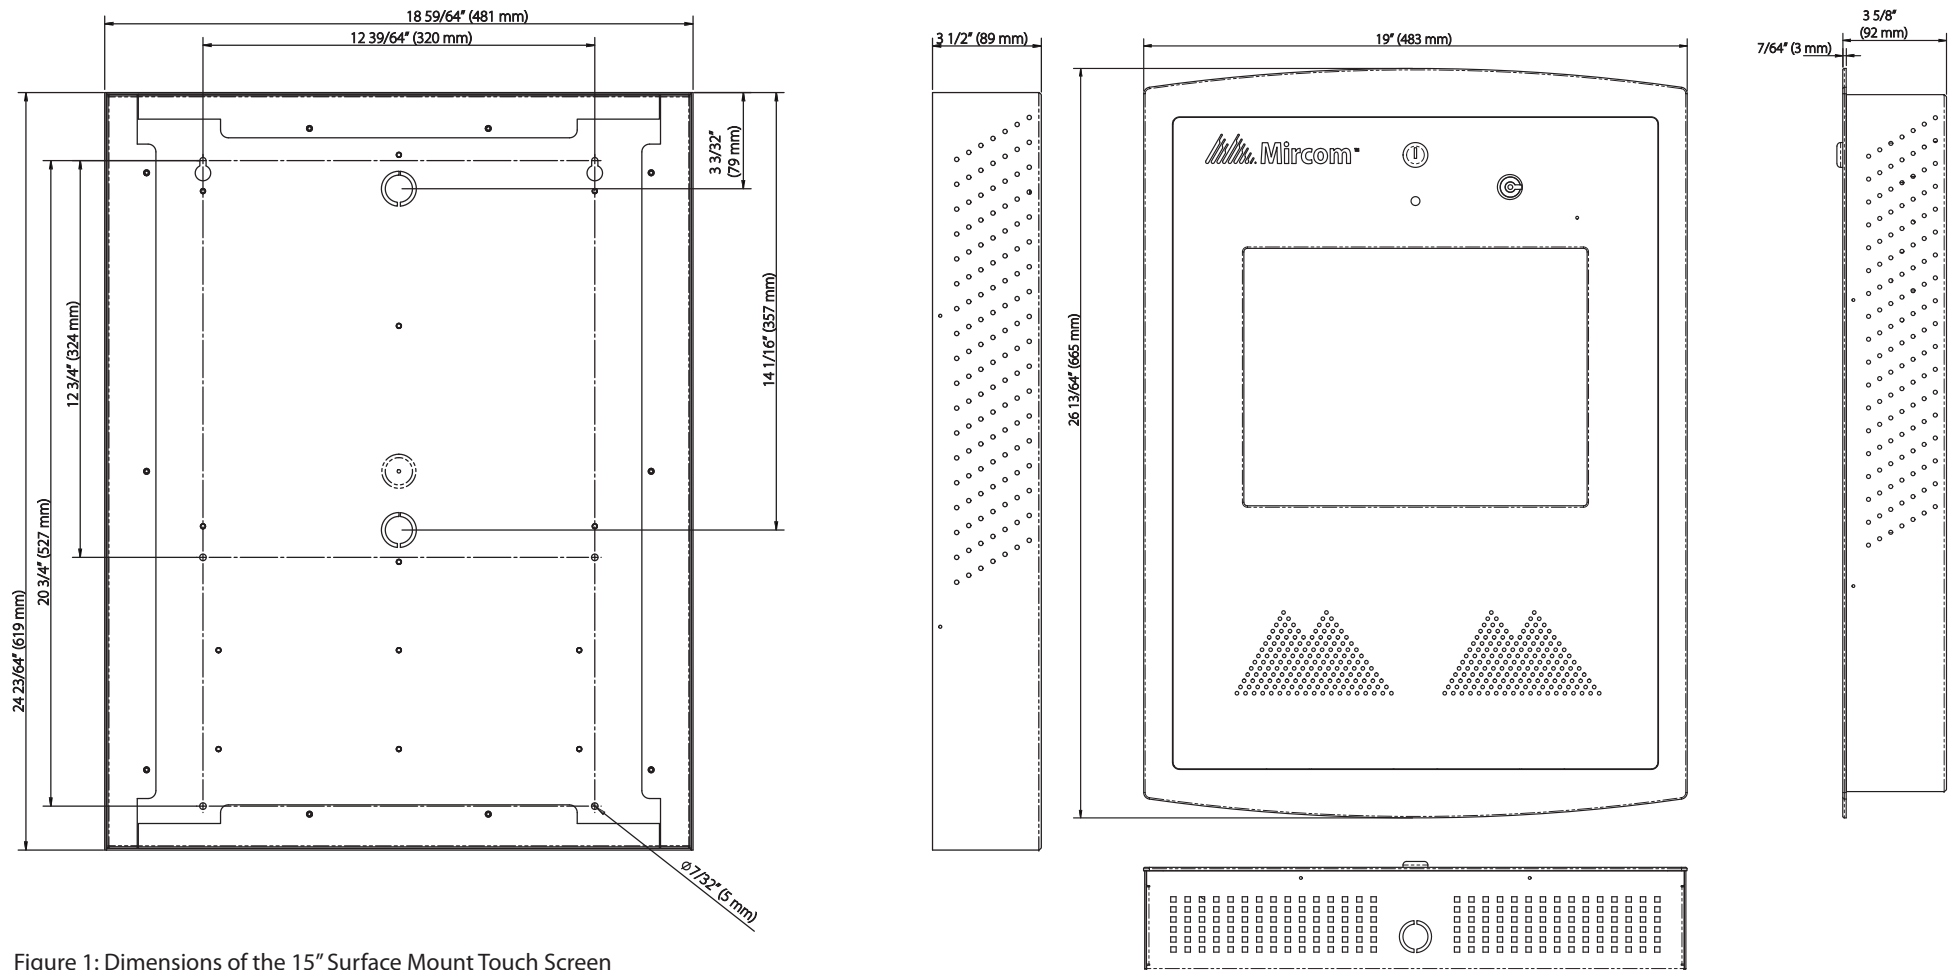 18 59/64” (481 mm)
12 39/64” (320 mm)
3 3/32”
(79 mm)
14 1/16” (357 mm)
12 3/4” (324 mm)
20 3/4” (527 mm)
24 23/64” (619 mm)
Ø 7/32” (5 mm)
3 1/2” (89 mm)
19” (483 mm)
26 13/64” (665 mm)
Mircom™
7/64” (3 mm)
3 5/8”
(92 mm)
Figure 1: Dimensions of the 15” Surface Mount Touch Screen